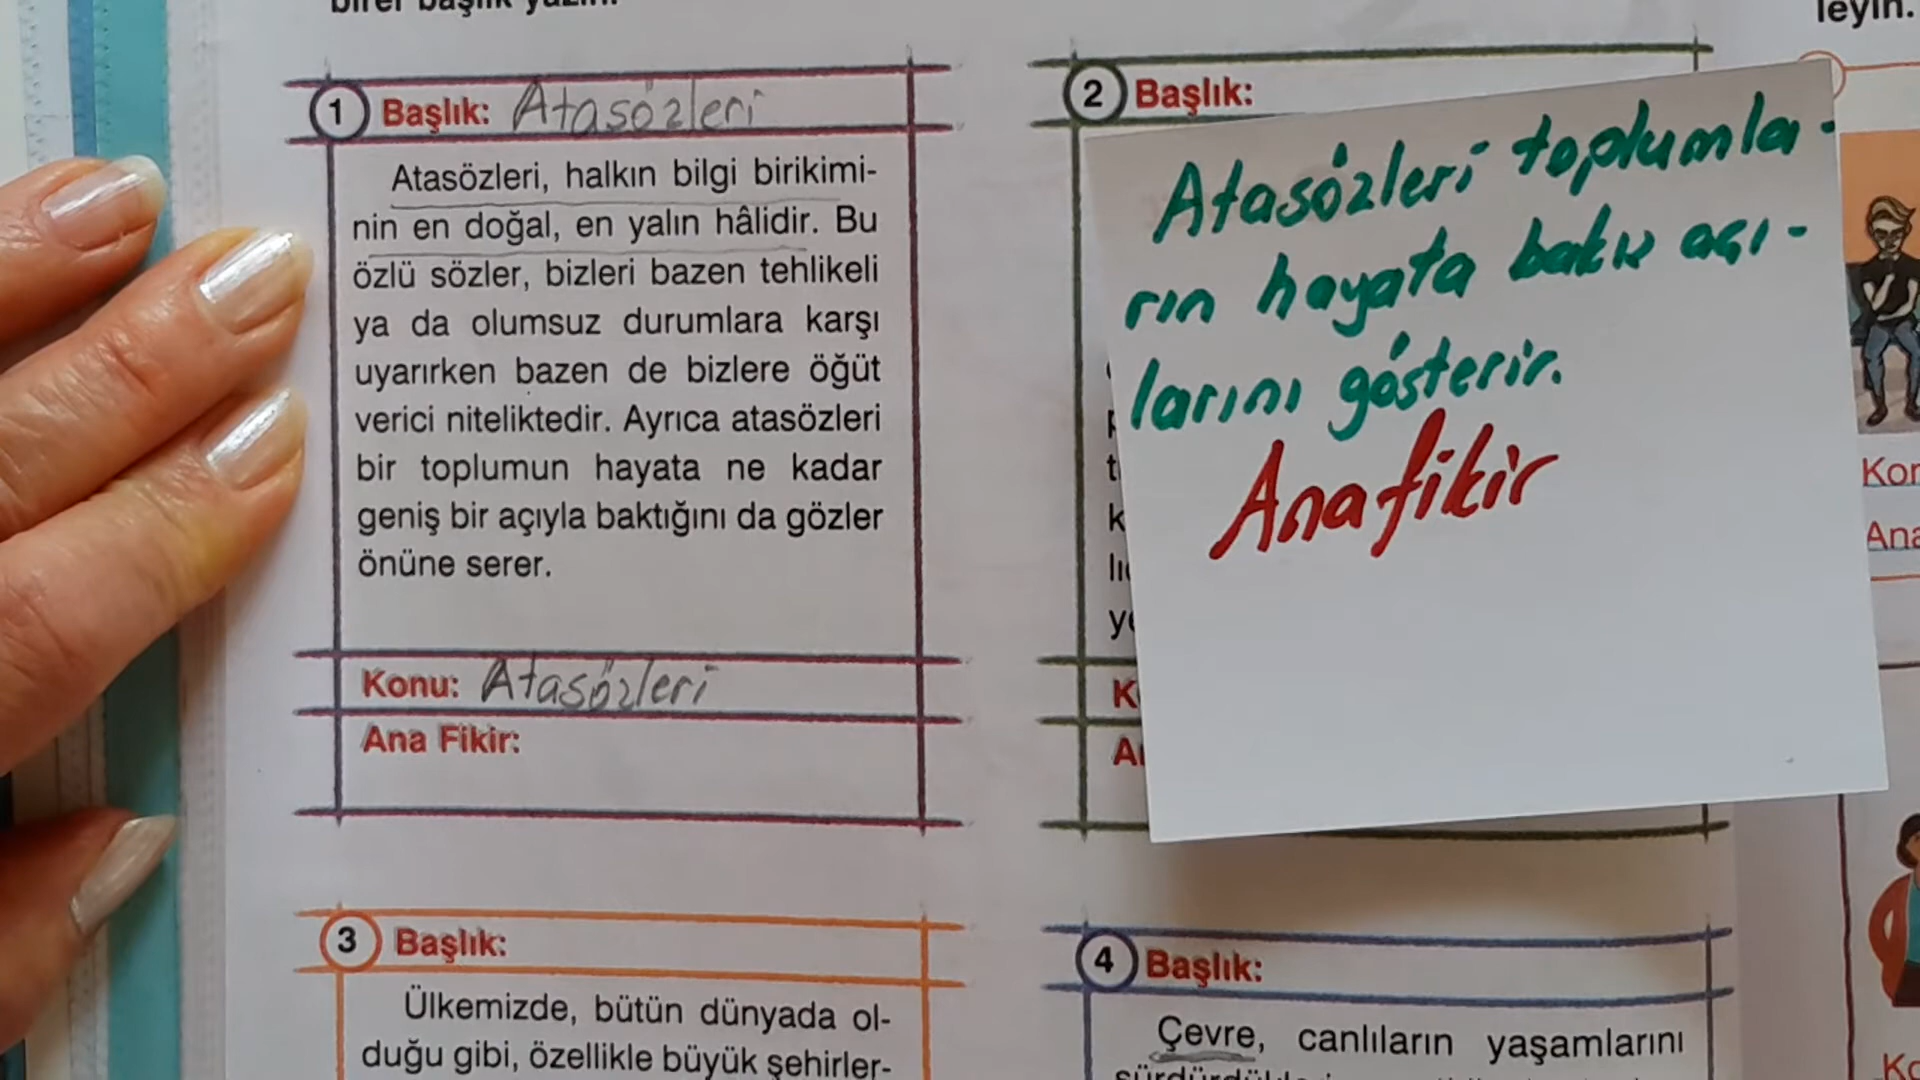 birer başlık yazın.
leyin.
1 Başlık: Atasözleri
Atasözleri, halkın bilgi birikimi-
nin en doğal, en yalın hâlidir. Bu
özlü sözler, bizleri bazen tehlikeli
ya da olumsuz durumlara karşı
uyarırken bazen de bizlere öğüt
verici niteliktedir. Ayrıca atasözleri
bir toplumun hayata ne kadar
geniş bir açıyla baktığını da gözler
önüne serer.
Konu: Atasözleri
Ana Fikir:
2 Başlık:
Atasözleri toplumla-
rın hayata bakış açı-
larını gösterir.
Ana fikir
3 Başlık:
Ülkemizde, bütün dünyada ol-
duğu gibi, özellikle büyük şehirler-
4 Başlık:
Çevre, canlıların yaşamlarını